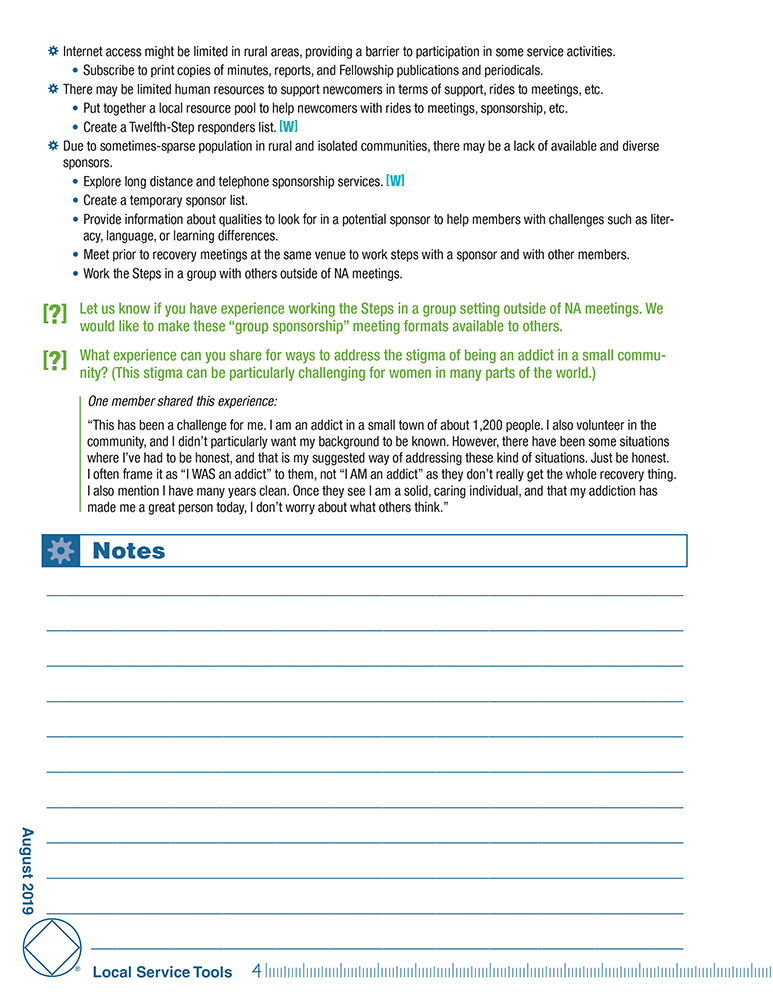 Internet access might be limited in rural areas, providing a barrier to participation in some service activities.
• Subscribe to print copies of minutes, reports, and Fellowship publications and periodicals.
There may be limited human resources to support newcomers in terms of support, rides to meetings, etc.
• Put together a local resource pool to help newcomers with rides to meetings, sponsorship, etc.
• Create a Twelfth-Step responders list. [W]
Due to sometimes-sparse population in rural and isolated communities, there may be a lack of available and diverse
sponsors.
• Explore long distance and telephone sponsorship services. [W]
• Create a temporary sponsor list.
• Provide information about qualities to look for in a potential sponsor to help members with challenges such as liter-
acy, language, or learning differences.
• Meet prior to recovery meetings at the same venue to work steps with a sponsor and with other members.
• Work the Steps in a group with others outside of NA meetings.
[?] Let us know if you have experience working the Steps in a group setting outside of NA meetings. We
would like to make these “group sponsorship” meeting formats available to others.
[?] What experience can you share for ways to address the stigma of being an addict in a small commu-
nity? (This stigma can be particularly challenging for women in many parts of the world.)
One member shared this experience:
“This has been a challenge for me. I am an addict in a small town of about 1,200 people. I also volunteer in the
community, and I didn’t particularly want my background to be known. However, there have been some situations
where I’ve had to be honest, and that is my suggested way of addressing these kind of situations. Just be honest.
I often frame it as “I WAS an addict” to them, not “I AM an addict” as they don’t really get the whole recovery thing.
I also mention I have many years clean. Once they see I am a solid, caring individual, and that my addiction has
made me a great person today, I don’t worry about what others think.”
Notes
August 2019
®
Local Service Tools 4